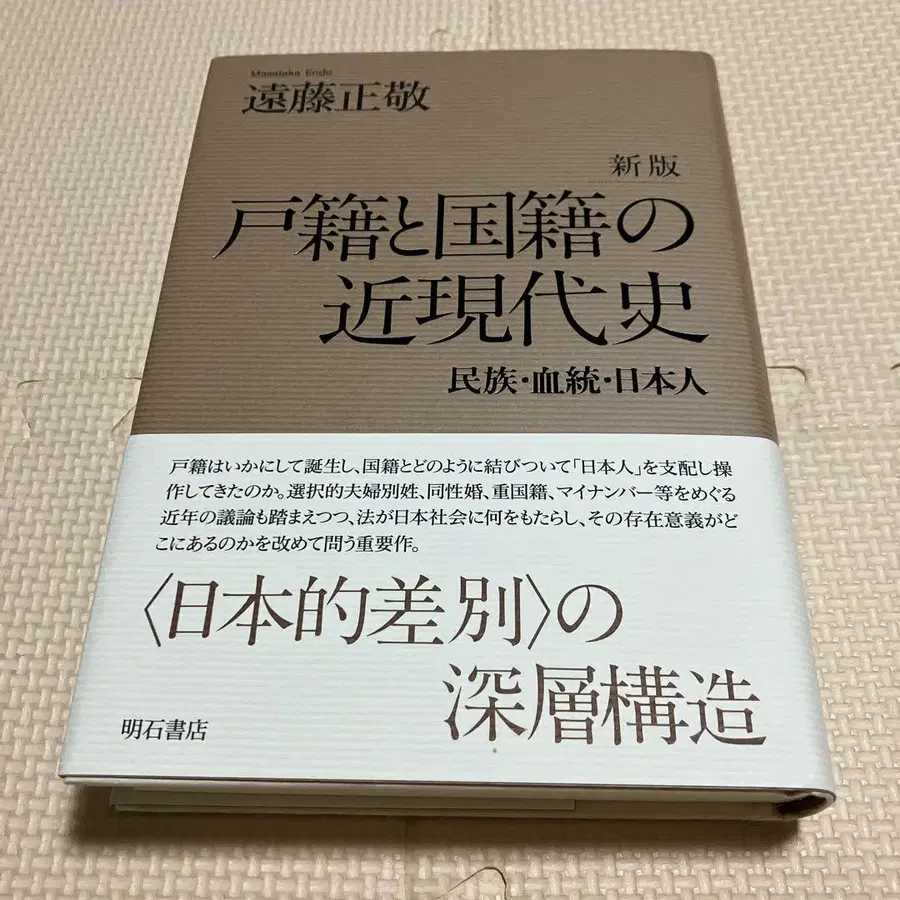 Masataka Endo
遠藤正敬
新版
戸籍と国籍の
近現代史
民族・血統・日本人
戸籍はいかにして誕生し、国籍とどのように結びついて「日本人」を支配し操
作してきたのか。選択的夫婦別姓、同性婚、重国籍、マイナンバー等をめぐる
近年の議論も踏まえつつ、法が日本社会に何をもたらし、その存在意義がど
こにあるのかを改めて問う重要作。
〈日本的差別〉の
深層構造
明石書店